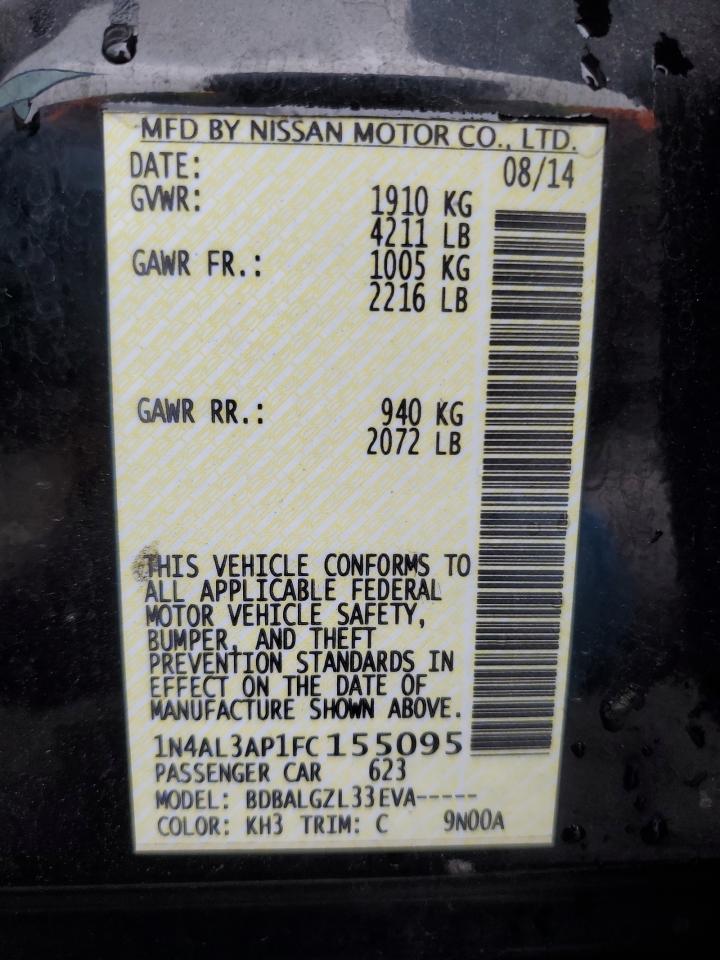 MFD BY NISSAN MOTOR CO., LTD.
DATE: 08/14
GVWR: 1910 KG
4211 LB
GAWR FR.: 1005 KG
2216 LB
GAWR RR.: 940 KG
2072 LB
THIS VEHICLE CONFORMS TO
ALL APPLICABLE FEDERAL
MOTOR VEHICLE SAFETY,
BUMPER, AND THEFT
PREVENTION STANDARDS IN
EFFECT ON THE DATE OF
MANUFACTURE SHOWN ABOVE.
1N4AL3AP1FC155095
PASSENGER CAR 623
MODEL: BDBALGZL33EVA-----
COLOR: KH3 TRIM: C 9N00A